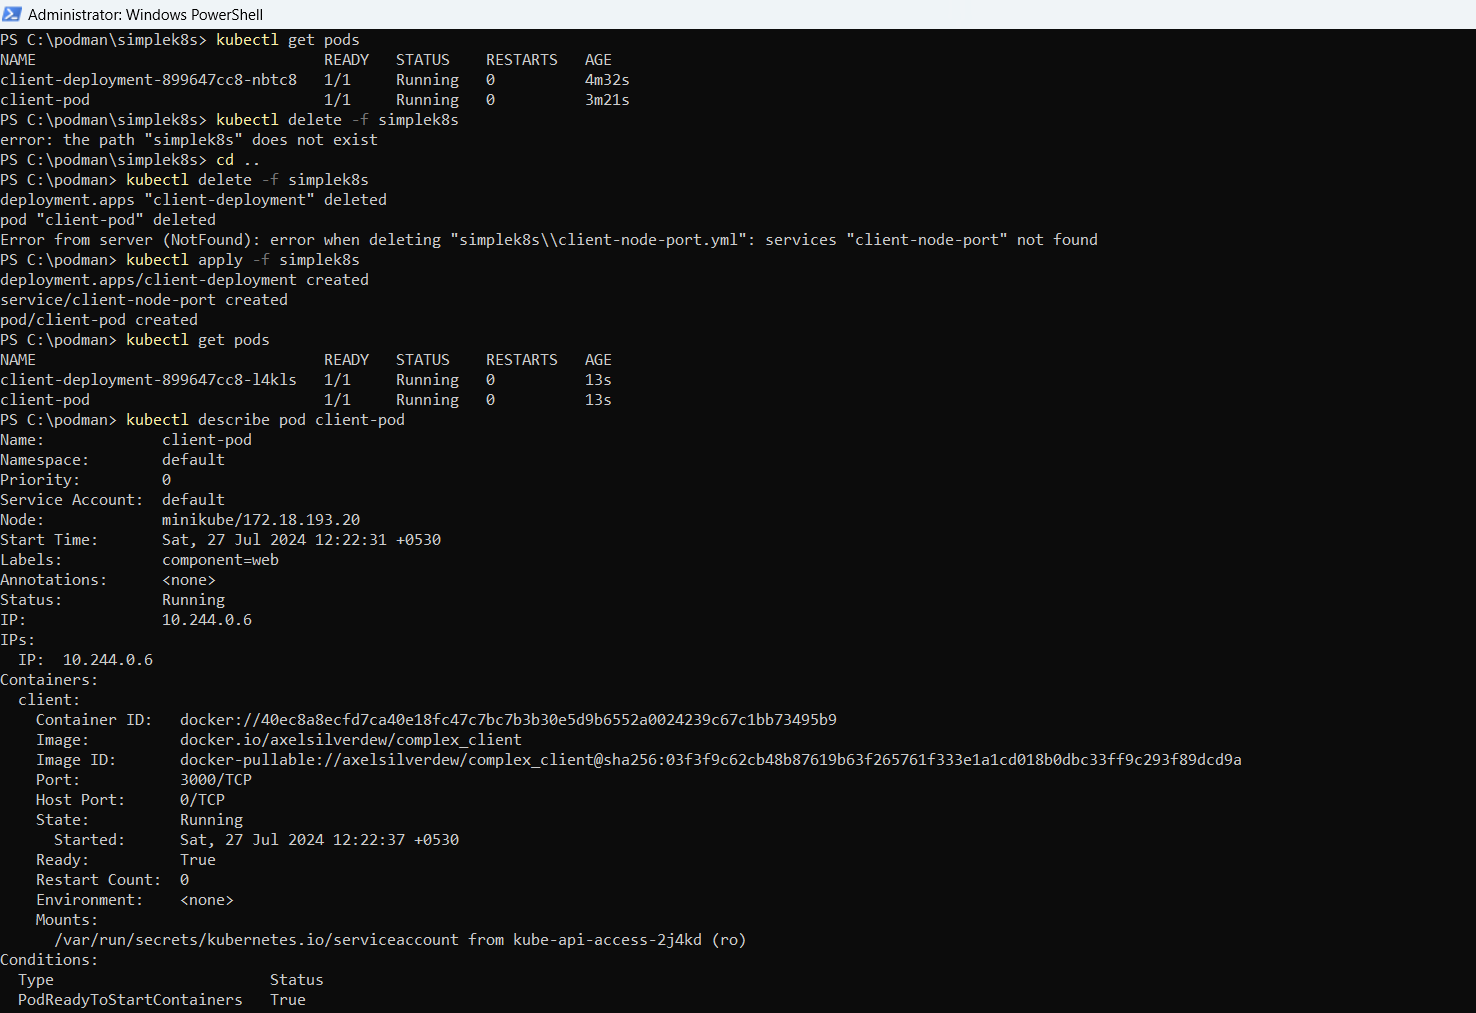 Administrator: Windows PowerShell
PS C:\podman\simplek8s> kubectl get pods
NAME                                READY   STATUS    RESTARTS   AGE
client-deployment-899647cc8-nbtc8   1/1     Running   0          4m32s
client-pod                          1/1     Running   0          3m21s
PS C:\podman\simplek8s> kubectl delete -f simplek8s
error: the path "simplek8s" does not exist
PS C:\podman\simplek8s> cd ..
PS C:\podman> kubectl delete -f simplek8s
deployment.apps "client-deployment" deleted
pod "client-pod" deleted
Error from server (NotFound): error when deleting "simplek8s\\client-node-port.yml": services "client-node-port" not found
PS C:\podman> kubectl apply -f simplek8s
deployment.apps/client-deployment created
service/client-node-port created
pod/client-pod created
PS C:\podman> kubectl get pods
NAME                                READY   STATUS    RESTARTS   AGE
client-deployment-899647cc8-l4kls   1/1     Running   0          13s
client-pod                          1/1     Running   0          13s
PS C:\podman> kubectl describe pod client-pod
Name:             client-pod
Namespace:        default
Priority:         0
Service Account:  default
Node:             minikube/172.18.193.20
Start Time:       Sat, 27 Jul 2024 12:22:31 +0530
Labels:           component=web
Annotations:      <none>
Status:           Running
IP:               10.244.0.6
IPs:
  IP:  10.244.0.6
Containers:
  client:
    Container ID:   docker://40ec8a8ecfd7ca40e18fc47c7bc7b3b30e5d9b6552a0024239c67c1bb73495b9
    Image:          docker.io/axelsilverdew/complex_client
    Image ID:       docker-pullable://axelsilverdew/complex_client@sha256:03f3f9c62cb48b87619b63f265761f333e1a1cd018b0dbc33ff9c293f89dcd9a
    Port:           3000/TCP
    Host Port:      0/TCP
    State:          Running
      Started:      Sat, 27 Jul 2024 12:22:37 +0530
    Ready:          True
    Restart Count:  0
    Environment:    <none>
    Mounts:
      /var/run/secrets/kubernetes.io/serviceaccount from kube-api-access-2j4kd (ro)
Conditions:
  Type                        Status
  PodReadyToStartContainers   True